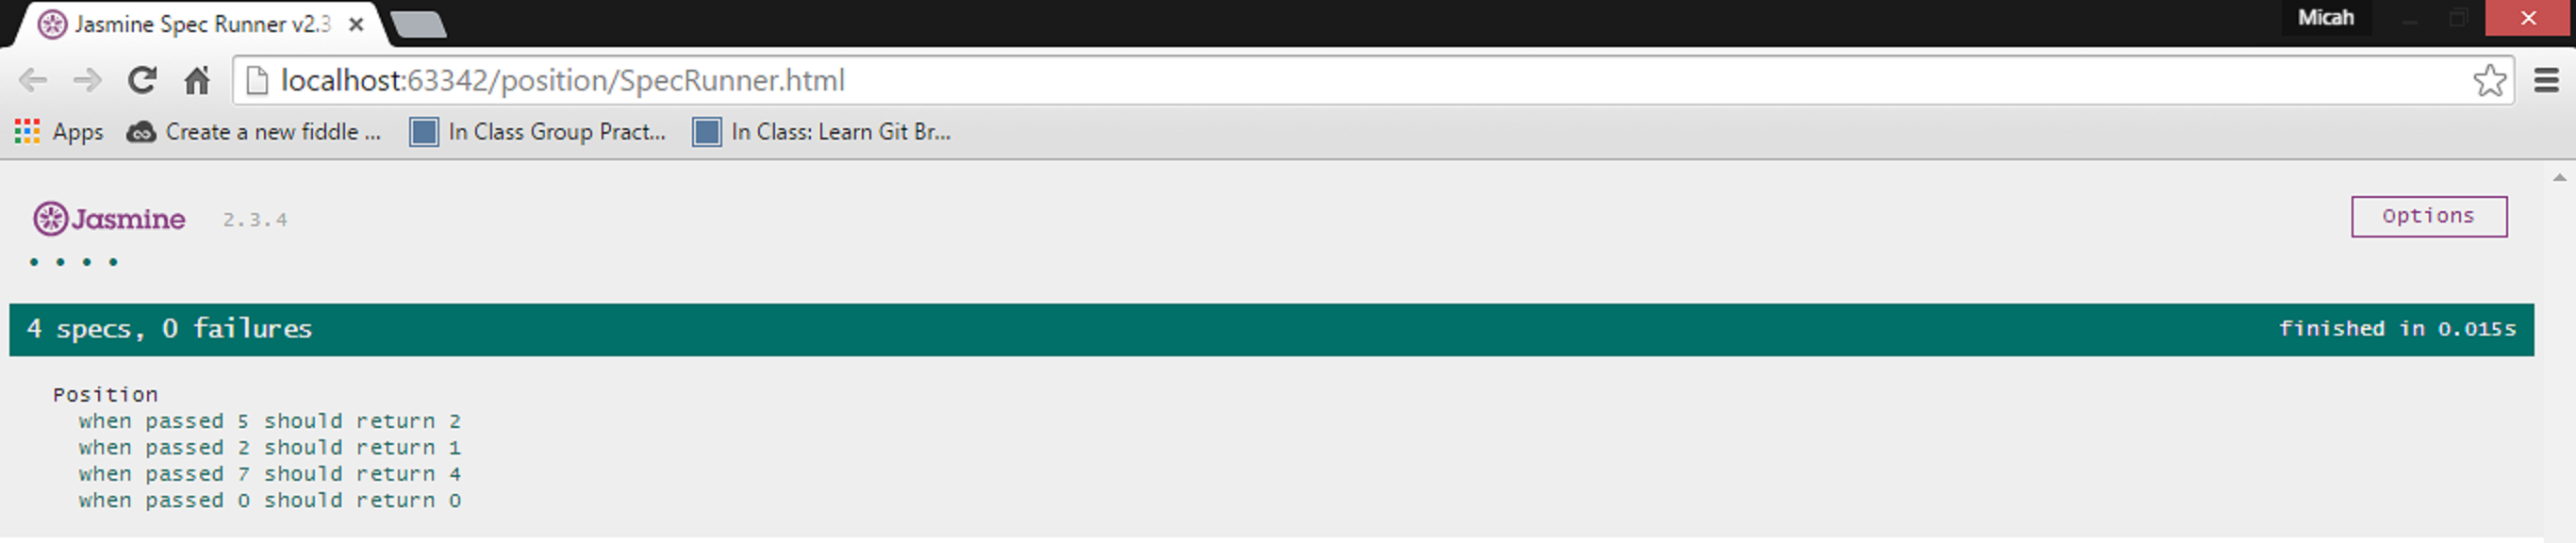 Jasmine Spec Runner v2.3
Micah
localhost:63342/position/SpecRunner.html
Apps Create a new fiddle ... In Class Group Pract... In Class: Learn Git Br...
Jasmine 2.3.4 Options
4 specs, 0 failures finished in 0.015s
Position
when passed 5 should return 2
when passed 2 should return 1
when passed 7 should return 4
when passed 0 should return 0